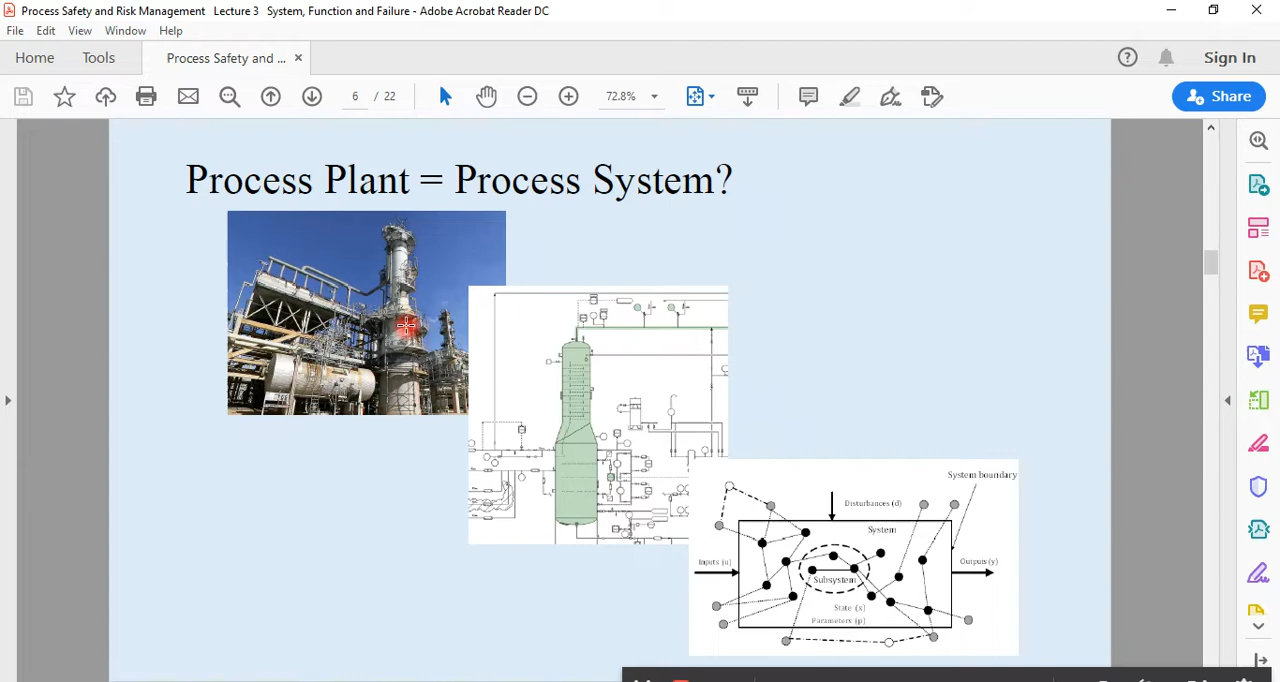 Process Safety and Risk Management Lecture 3 System, Function and Failure - Adobe Acrobat Reader DC
File Edit View Window Help
Home Tools Process Safety and ... × Sign In
6 / 22 72.8% Share
Process Plant = Process System?
System boundary
Disturbances (d)
System
Inputs (u)
Outputs (y)
Subsystem
State (x)
Parameters (p)